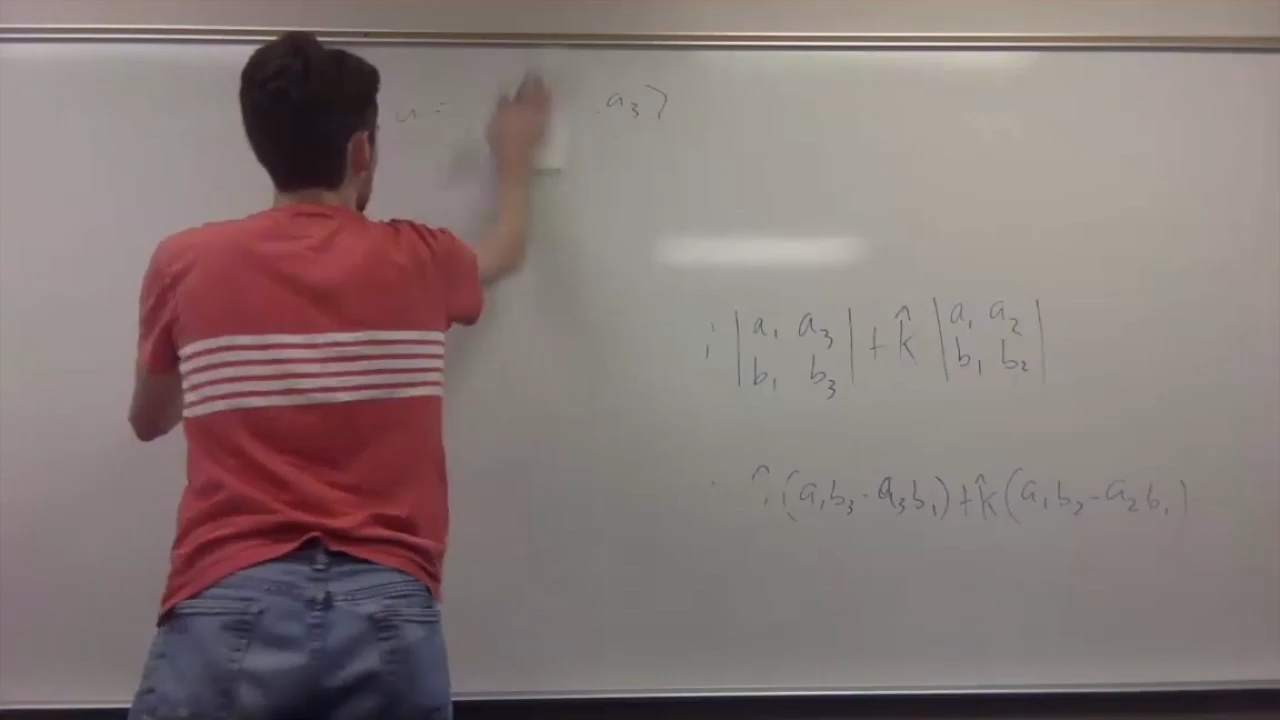 a = a₃⟩
| a₁ a₃ | + k̂ | a₁ a₂ |
| b₁ b₃ | | b₁ b₂ |
(a₁b₃ - a₃b₁) + k̂(a₁b₂ - a₂b₁)